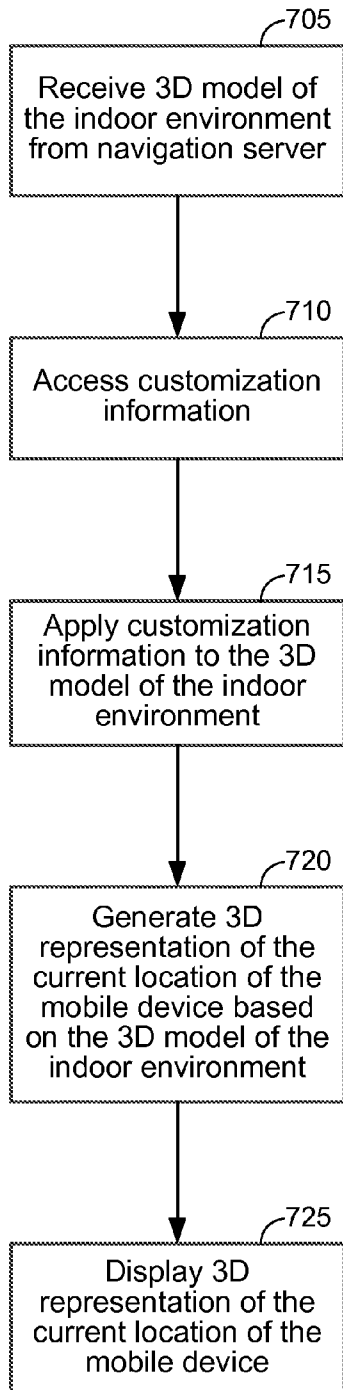 705
Receive 3D model of
the indoor environment
from navigation server
710
Access customization
information
715
Apply customization
information to the 3D
model of the indoor
environment
720
Generate 3D
representation of the
current location of the
mobile device based
on the 3D model of the
indoor environment
725
Display 3D
representation of the
current location of the
mobile device